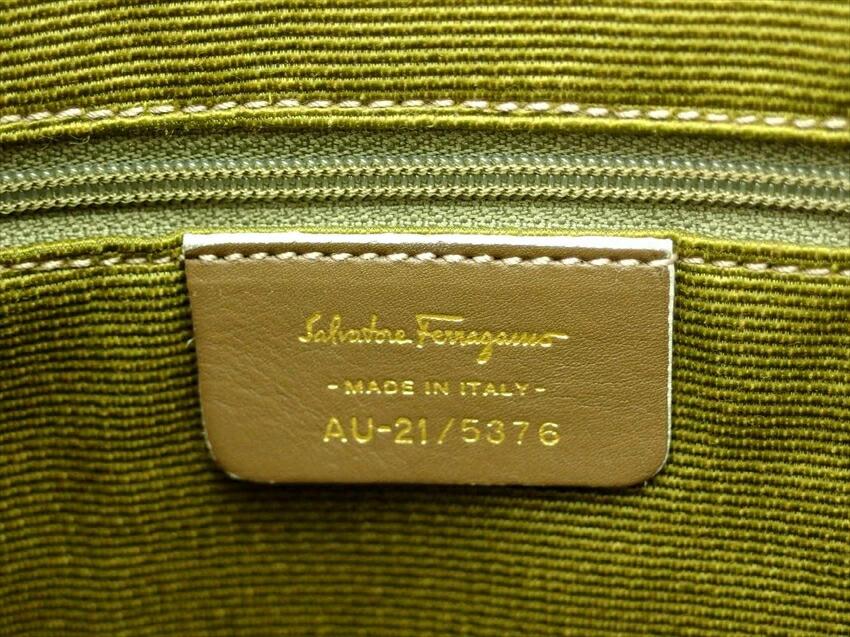 Salvatore Ferragamo
- MADE IN ITALY -
AU-21/5376